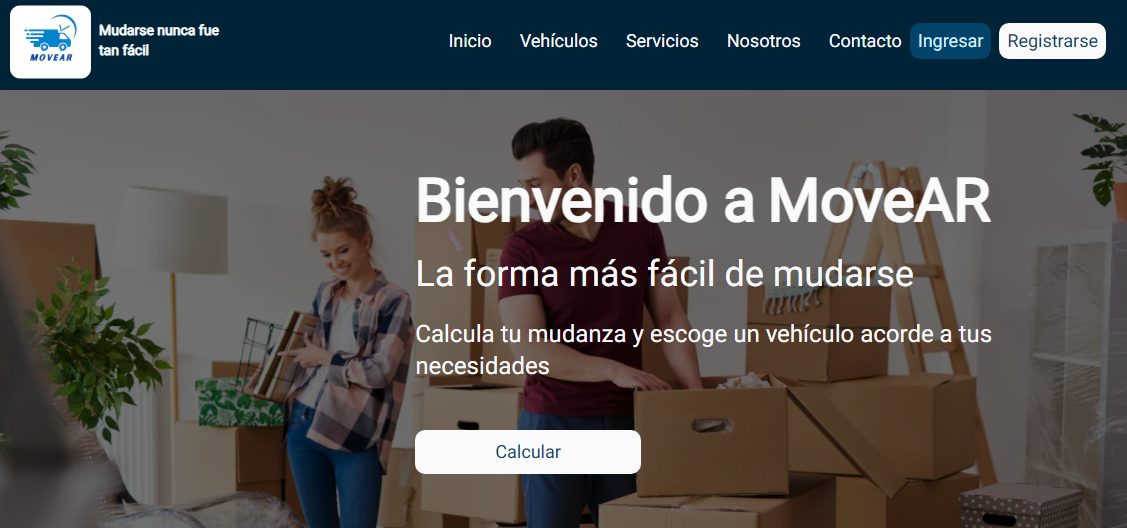 MOVEAR
Mudarse nunca fue
tan fácil
Inicio
Vehículos
Servicios
Nosotros
Contacto
Ingresar
Registrarse
Bienvenido a MoveAR
La forma más fácil de mudarse
Calcula tu mudanza y escoge un vehículo acorde a tus
necesidades
Calcular